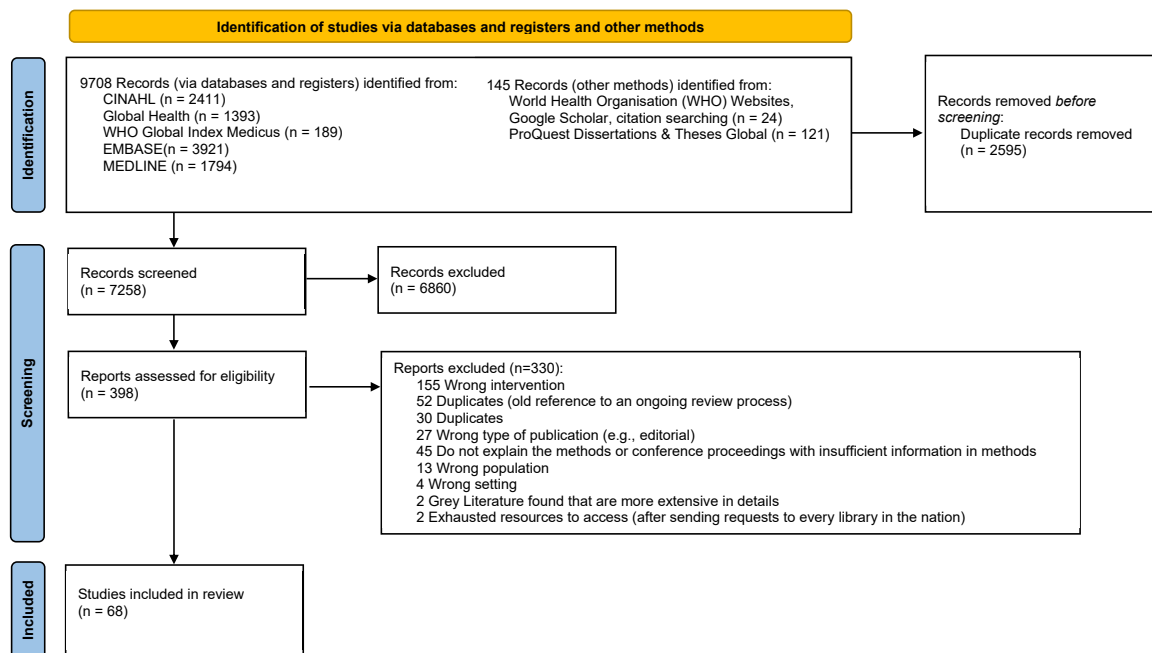 Identification of studies via databases and registers and other methods
Identification
9708 Records (via databases and registers) identified from:
CINAHL (n = 2411)
Global Health (n = 1393)
WHO Global Index Medicus (n = 189)
EMBASE(n = 3921)
MEDLINE (n = 1794)
145 Records (other methods) identified from:
World Health Organisation (WHO) Websites,
Google Scholar, citation searching (n = 24)
ProQuest Dissertations & Theses Global (n = 121)
Records removed before
screening:
Duplicate records removed
(n = 2595)
Screening
Records screened
(n = 7258)
Records excluded
(n = 6860)
Reports assessed for eligibility
(n = 398)
Reports excluded (n=330):
155 Wrong intervention
52 Duplicates (old reference to an ongoing review process)
30 Duplicates
27 Wrong type of publication (e.g., editorial)
45 Do not explain the methods or conference proceedings with insufficient information in methods
13 Wrong population
4 Wrong setting
2 Grey Literature found that are more extensive in details
2 Exhausted resources to access (after sending requests to every library in the nation)
Included
Studies included in review
(n = 68)